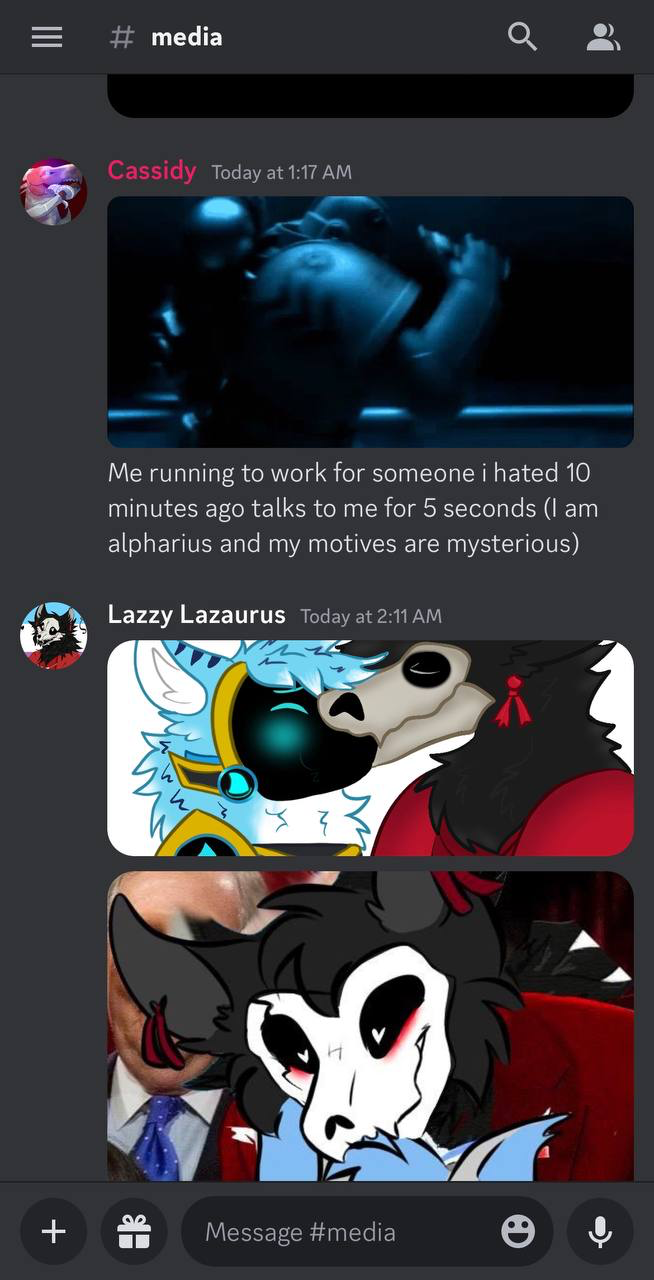 # media
Cassidy Today at 1:17 AM
Me running to work for someone i hated 10
minutes ago talks to me for 5 seconds (I am
alpharius and my motives are mysterious)
Lazzy Lazaurus Today at 2:11 AM
Message #media